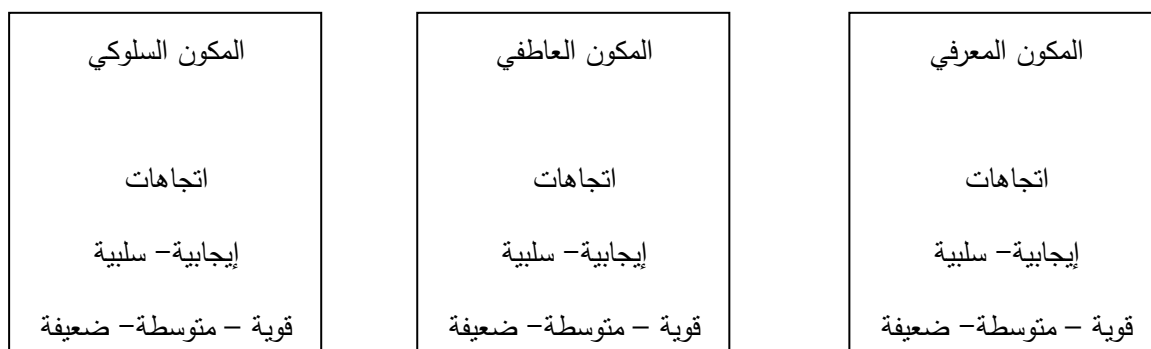 المكون المعرفي
اتجاهات
إيجابية– سلبية
قوية – متوسطة– ضعيفة
المكون العاطفي
اتجاهات
إيجابية– سلبية
قوية – متوسطة– ضعيفة
المكون السلوكي
اتجاهات
إيجابية– سلبية
قوية – متوسطة– ضعيفة